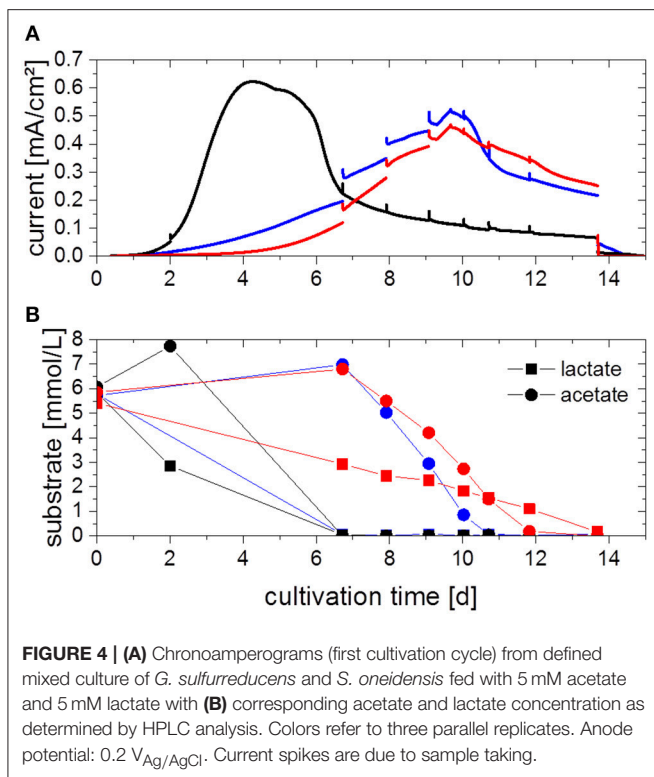 A
current [mA/cm²]
0.7
0.6
0.5
0.4
0.3
0.2
0.1
0.0
0 2 4 6 8 10 12 14
B
substrate [mmol/L]
8
7
6
5
4
3
2
1
0
lactate
acetate
0 2 4 6 8 10 12 14
cultivation time [d]
FIGURE 4 | (A) Chronoamperograms (first cultivation cycle) from defined
mixed culture of G. sulfurreducens and S. oneidensis fed with 5 mM acetate
and 5 mM lactate with (B) corresponding acetate and lactate concentration as
determined by HPLC analysis. Colors refer to three parallel replicates. Anode
potential: 0.2 VAg/AgCl. Current spikes are due to sample taking.